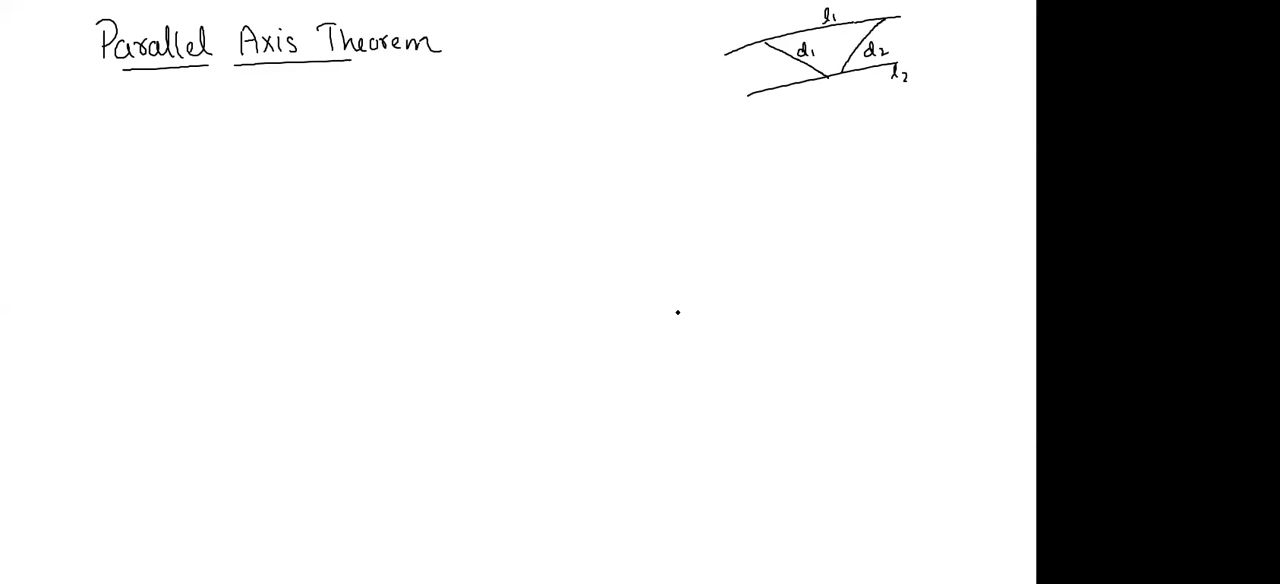 Parallel Axis Theorem
l₁
d₁
d₂
l₂